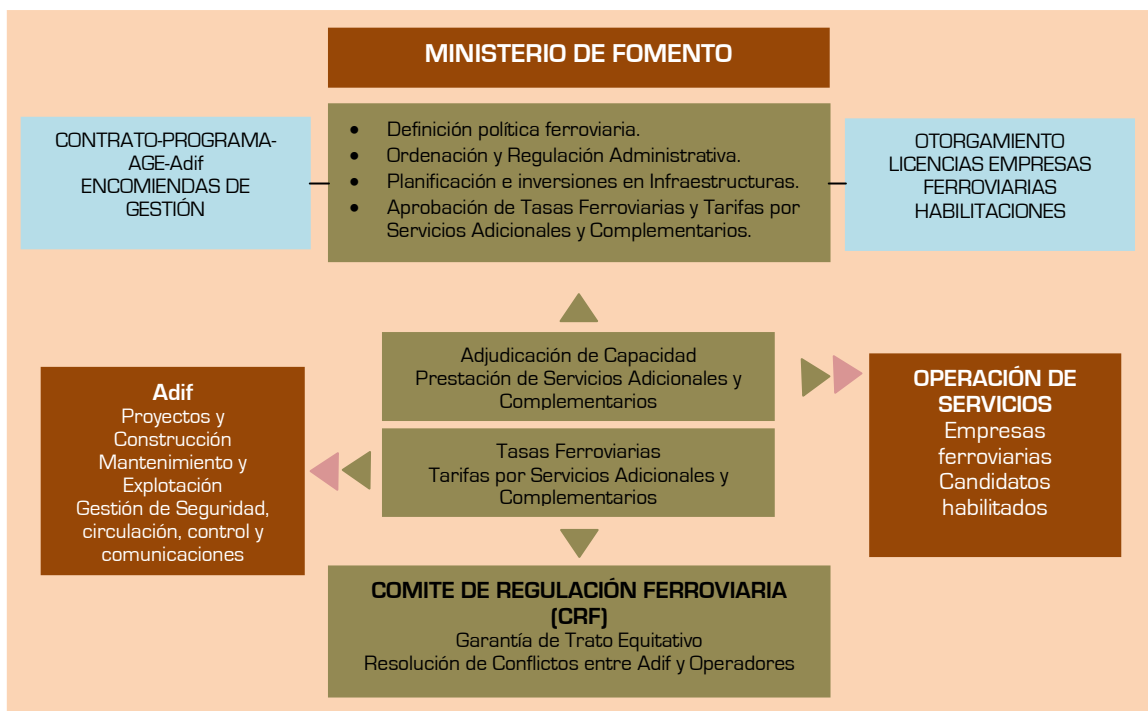 MINISTERIO DE FOMENTO
CONTRATO-PROGRAMA-
AGE-Adif
ENCOMIENDAS DE
GESTIÓN
• Definición política ferroviaria.
• Ordenación y Regulación Administrativa.
• Planificación e inversiones en Infraestructuras.
• Aprobación de Tasas Ferroviarias y Tarifas por
Servicios Adicionales y Complementarios.
OTORGAMIENTO
LICENCIAS EMPRESAS
FERROVIARIAS
HABILITACIONES
Adjudicación de Capacidad
Prestación de Servicios Adicionales y
Complementarios
Adif
Proyectos y
Construcción
Mantenimiento y
Explotación
Gestión de Seguridad,
circulación, control y
comunicaciones
Tasas Ferroviarias
Tarifas por Servicios Adicionales y
Complementarios
OPERACIÓN DE
SERVICIOS
Empresas
ferroviarias
Candidatos
habilitados
COMITE DE REGULACIÓN FERROVIARIA
(CRF)
Garantía de Trato Equitativo
Resolución de Conflictos entre Adif y Operadores